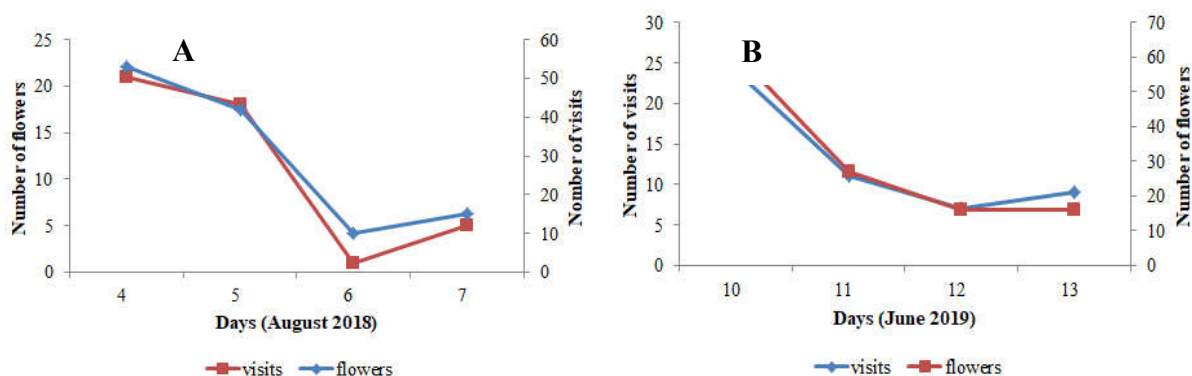 A
25
20
15
10
5
0
60
50
40
30
20
10
0
Number of flowers
Nomber of visits
4 5 6 7
Days (August 2018)
visits flowers
B
30
25
20
15
10
5
0
70
60
50
40
30
20
10
0
Number of visits
Number of flowers
10 11 12 13
Days (June 2019)
visits flowers